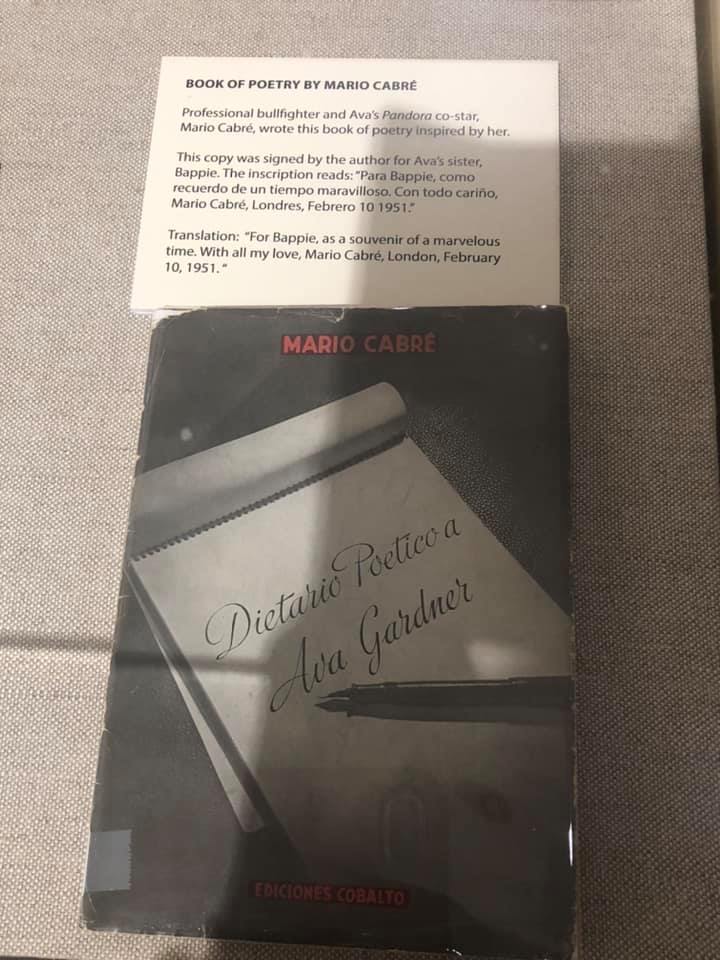 BOOK OF POETRY BY MARIO CABRÉ
Professional bullfighter and Ava's Pandora co-star,
Mario Cabré, wrote this book of poetry inspired by her.
This copy was signed by the author for Ava's sister,
Bappie. The inscription reads: "Para Bappie, como
recuerdo de un tiempo maravilloso. Con todo cariño,
Mario Cabré, Londres, Febrero 10 1951."
Translation: "For Bappie, as a souvenir of a marvelous
time. With all my love, Mario Cabré, London, February
10, 1951. "
MARIO CABRÉ
Dietario Poetico a
Ava Gardner
EDICIONES COBALTO